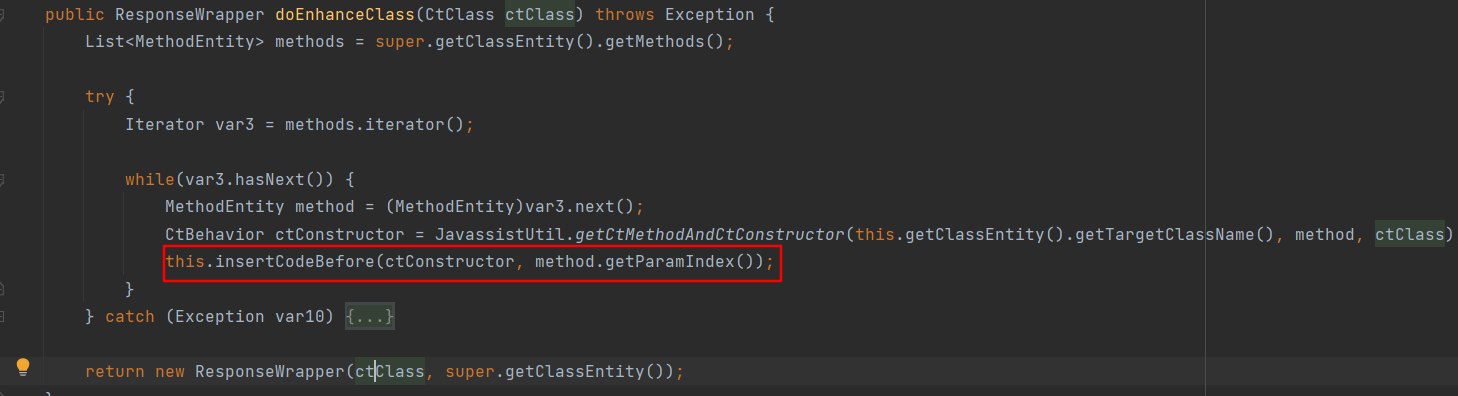 public ResponseWrapper doEnhanceClass(CtClass ctClass) throws Exception {
List<MethodEntity> methods = super.getClassEntity().getMethods();
try {
Iterator var3 = methods.iterator();
while(var3.hasNext()) {
MethodEntity method = (MethodEntity)var3.next();
CtBehavior ctConstructor = JavassistUtil.getCtMethodAndCtConstructor(this.getClassEntity().getTargetClassName(), method, ctClass)
this.insertCodeBefore(ctConstructor, method.getParamIndex());
}
} catch (Exception var10) {...}
return new ResponseWrapper(ctClass, super.getClassEntity());
}